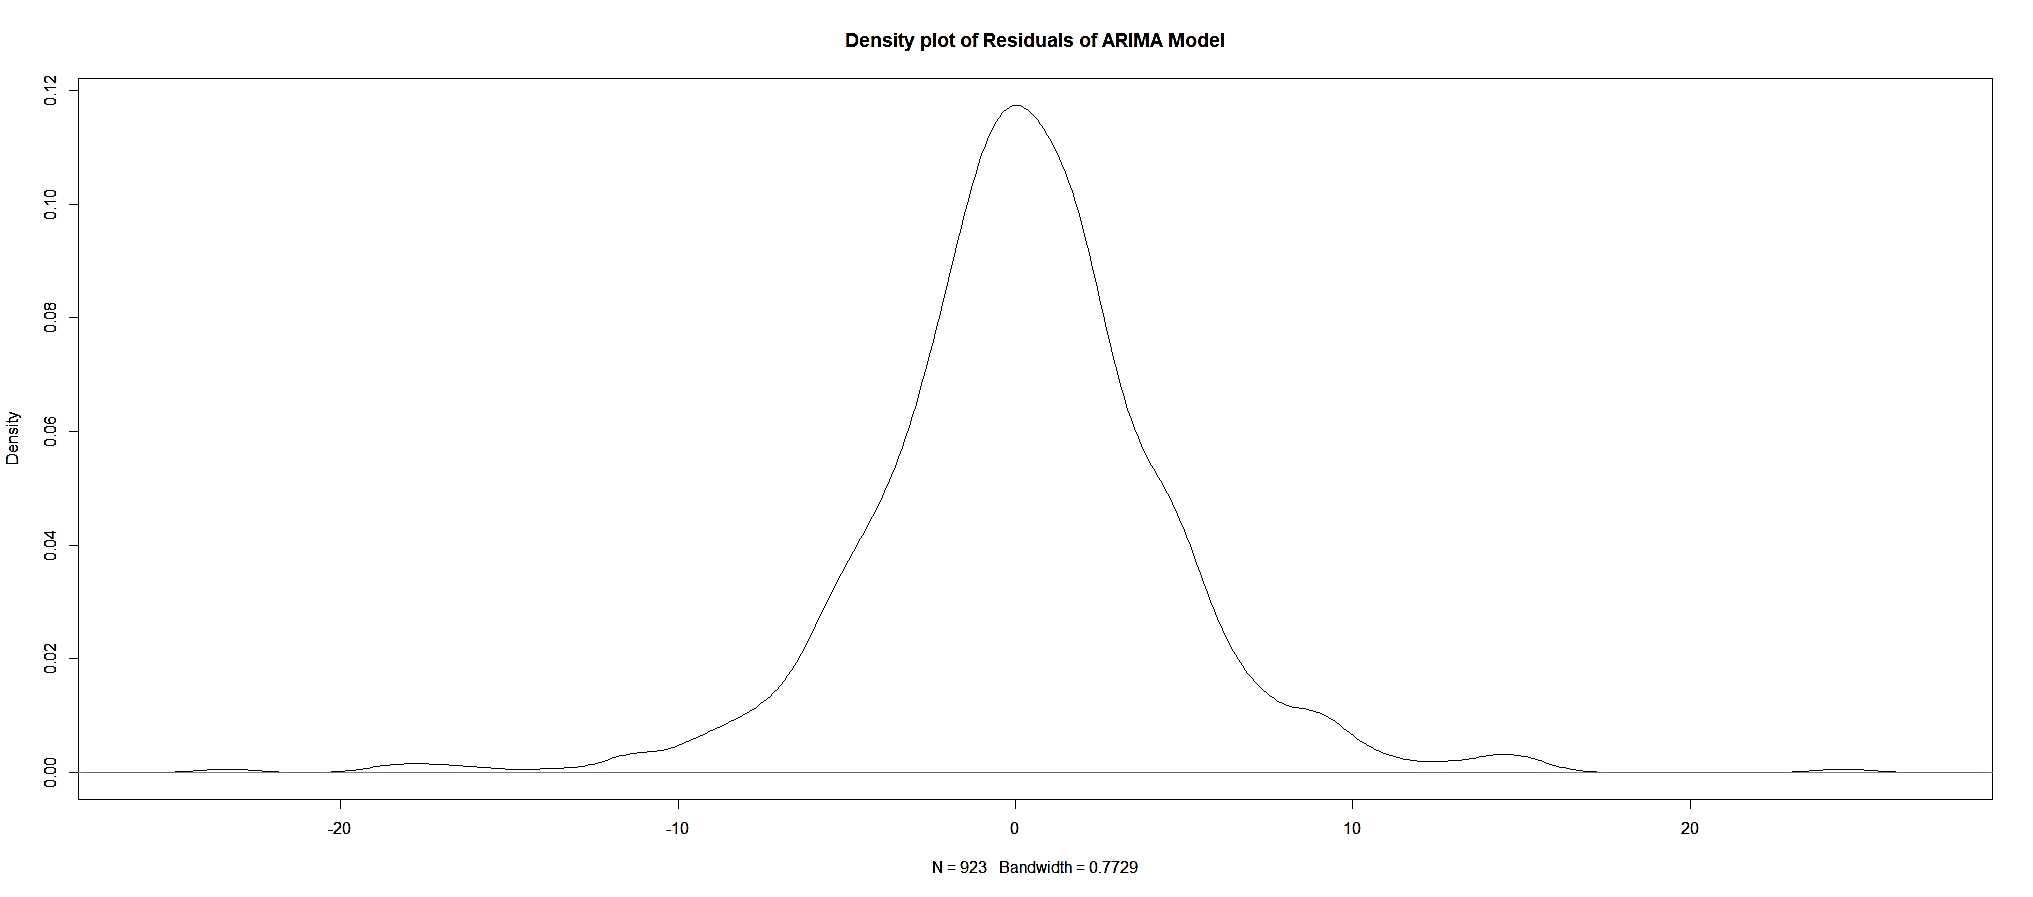 Density plot of Residuals of ARIMA Model
Density
0.12
0.10
0.08
0.06
0.04
0.02
0.00
-20 -10 0 10 20
N = 923 Bandwidth = 0.7729